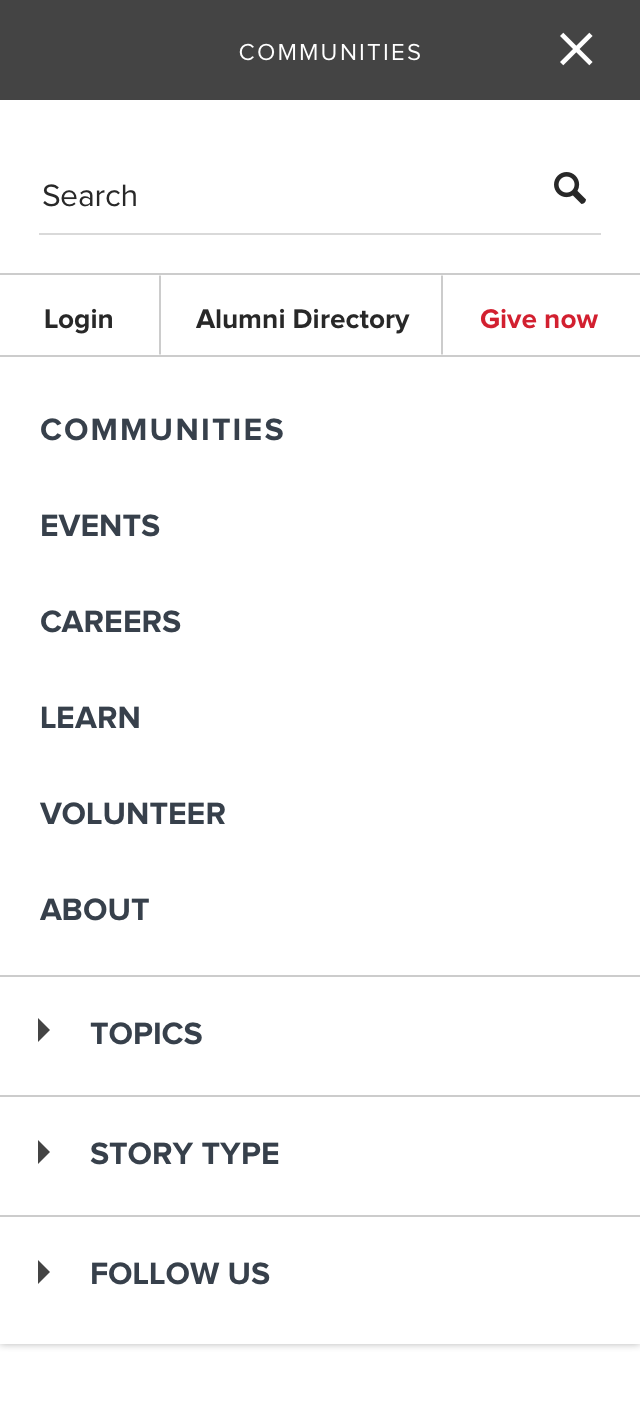 COMMUNITIES
Search
Login Alumni Directory Give now
COMMUNITIES
EVENTS
CAREERS
LEARN
VOLUNTEER
ABOUT
TOPICS
STORY TYPE
FOLLOW US